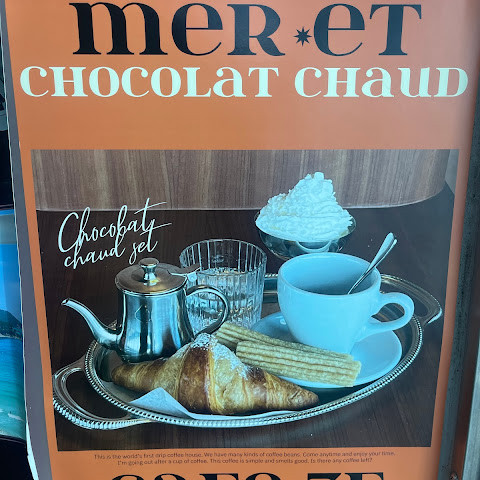 mer*et
CHOCOLAT CHAUD
Chocobat
chaud set
This is the world's first drip coffee house. We have many kinds of coffee beans. Come anytime and enjoy your time.
I'm going out after a cup of coffee. This coffee is simple and smells good. Is there any coffee left?